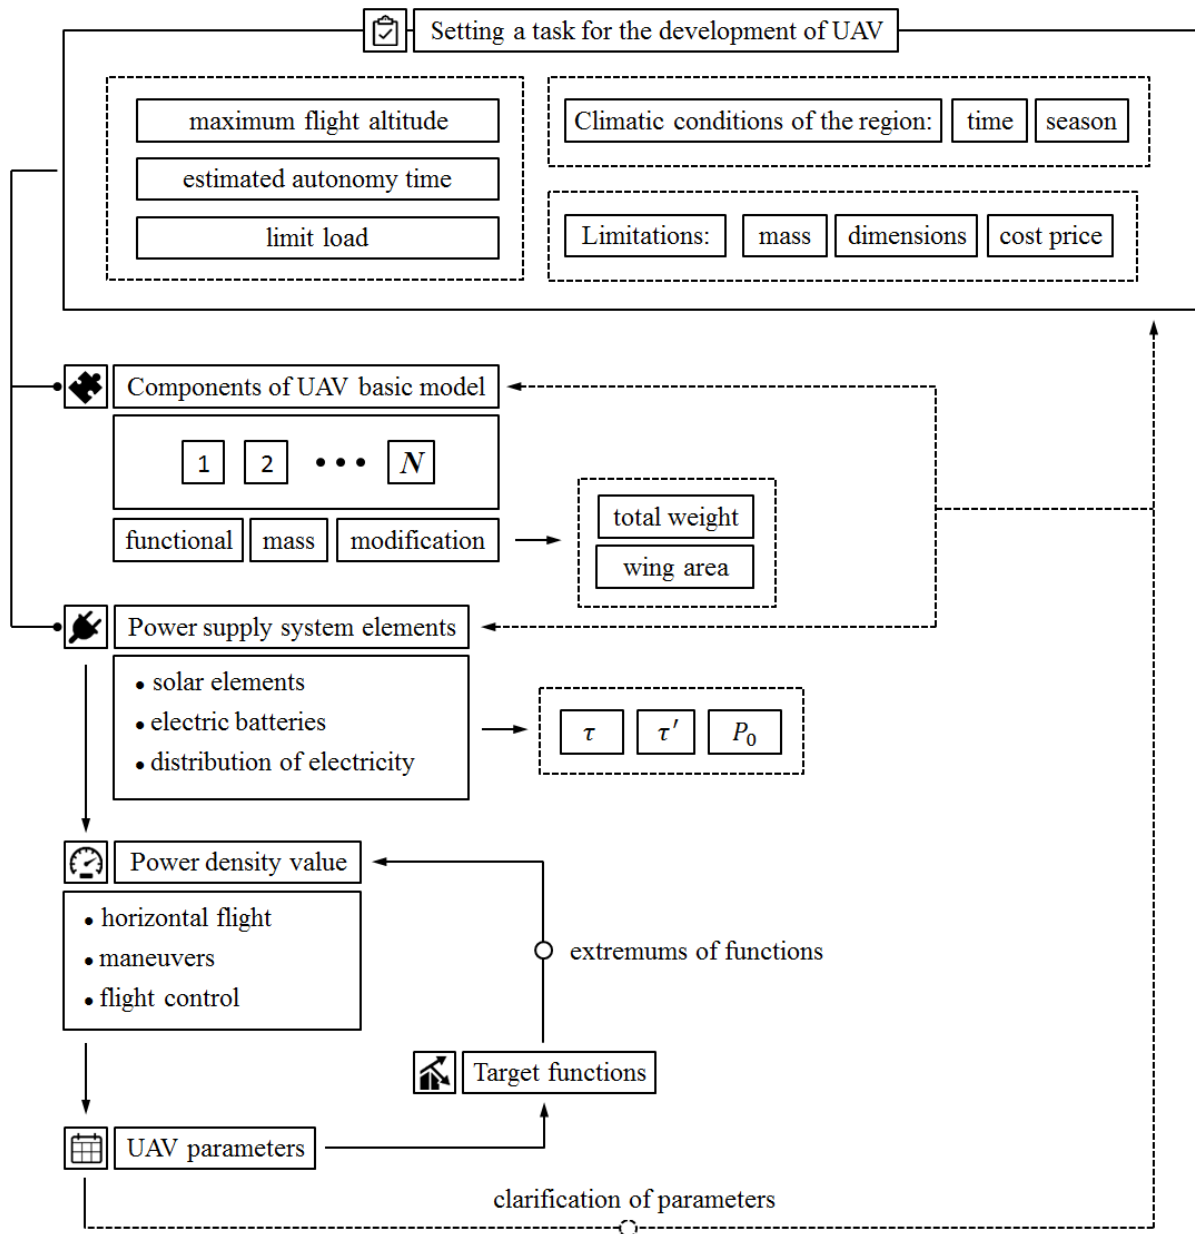 Setting a task for the development of UAV
maximum flight altitude
estimated autonomy time
limit load
Climatic conditions of the region: time season
Limitations: mass dimensions cost price
Components of UAV basic model
1 2 ••• N
functional mass modification
total weight
wing area
Power supply system elements
• solar elements
• electric batteries
• distribution of electricity
τ τ′ P₀
Power density value
• horizontal flight
• maneuvers
• flight control
extremums of functions
Target functions
UAV parameters
clarification of parameters